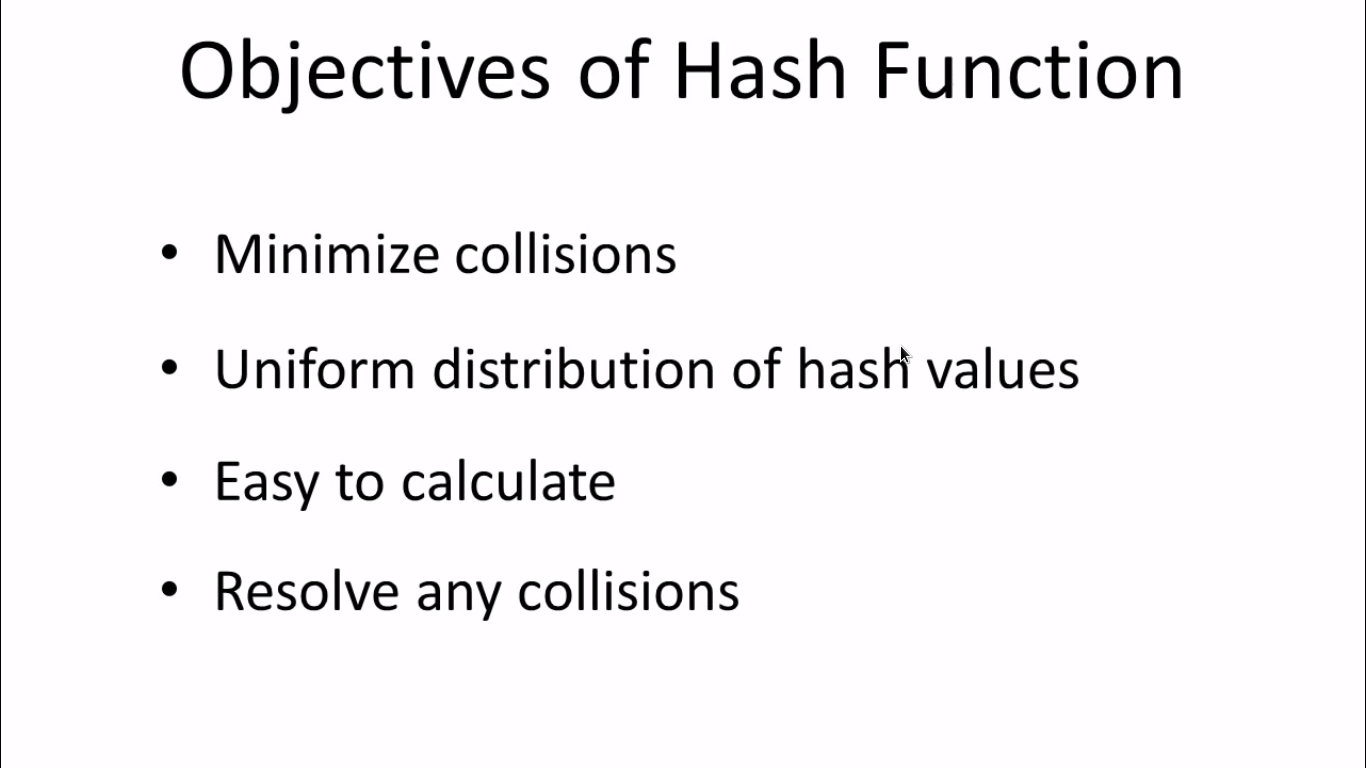 Objectives of Hash Function
• Minimize collisions
• Uniform distribution of hash values
• Easy to calculate
• Resolve any collisions